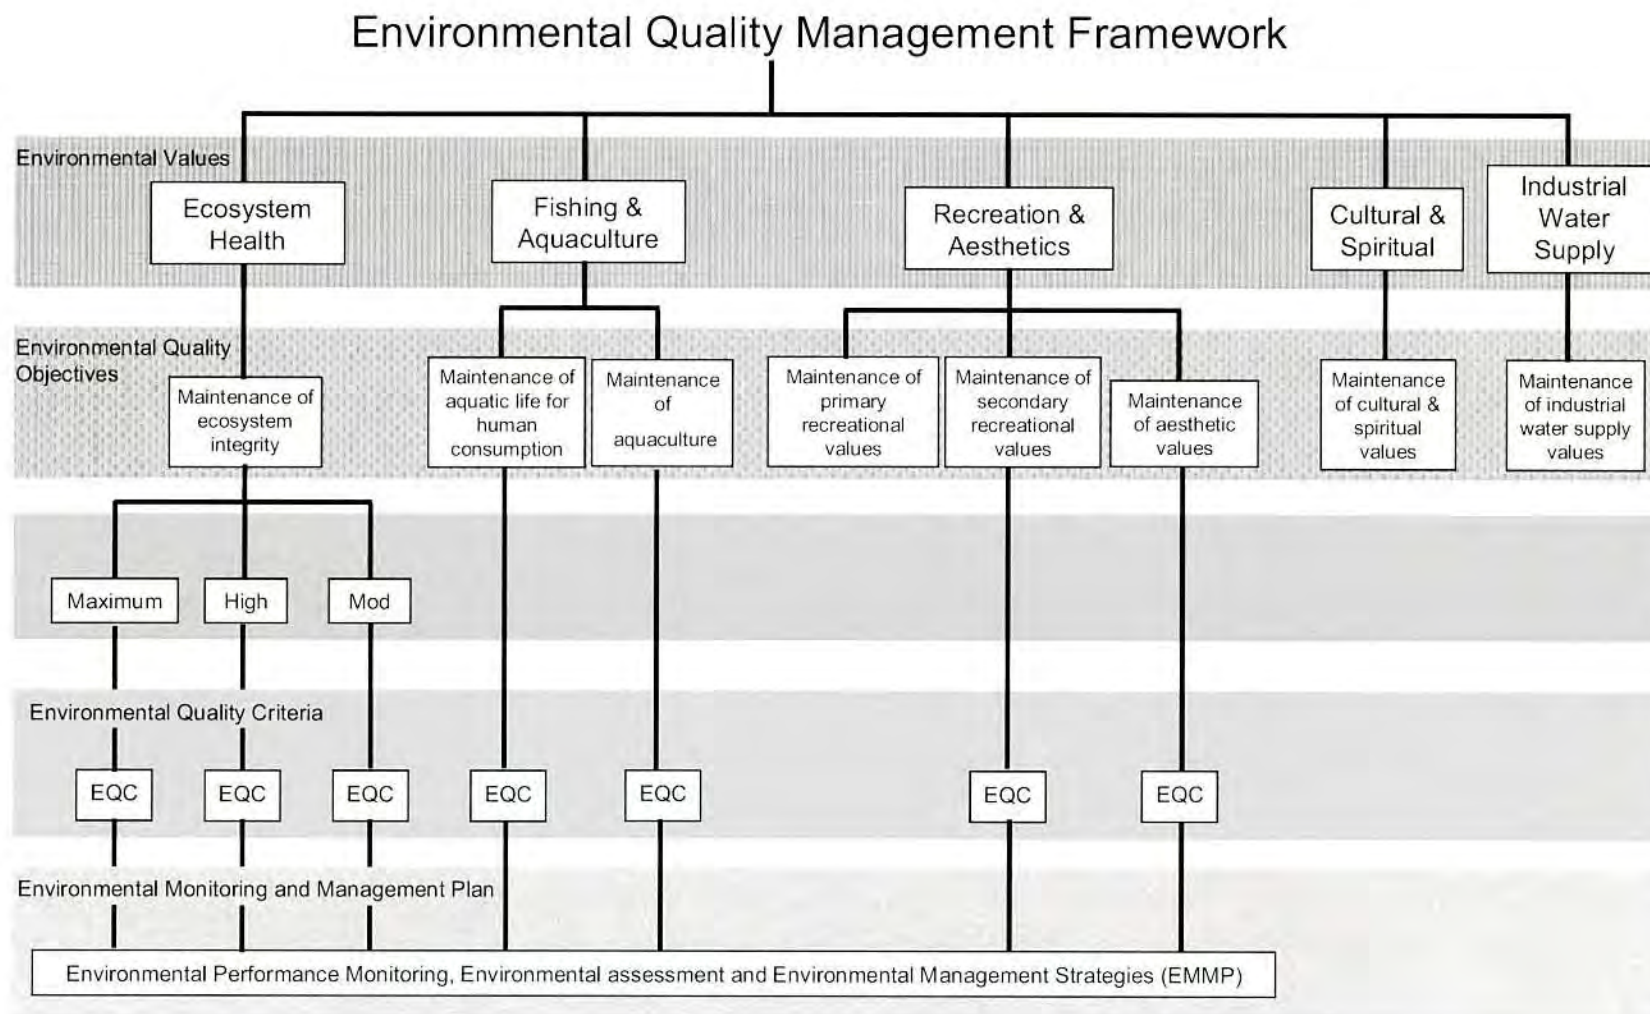 Environmental Quality Management Framework
Environmental Values
Ecosystem
Health
Fishing &
Aquaculture
Recreation &
Aesthetics
Cultural &
Spiritual
Industrial
Water
Supply
Environmental Quality
Objectives
Maintenance of
ecosystem
integrity
Maintenance of
aquatic life for
human
consumption
Maintenance
of
aquaculture
Maintenance of
primary
recreational
values
Maintenance of
secondary
recreational
values
Maintenance
of aesthetic
values
Maintenance
of cultural &
spiritual
values
Maintenance
of industrial
water supply
values
Maximum
High
Mod
Environmental Quality Criteria
EQC
EQC
EQC
EQC
EQC
EQC
EQC
Environmental Monitoring and Management Plan
Environmental Performance Monitoring, Environmental assessment and Environmental Management Strategies (EMMP)